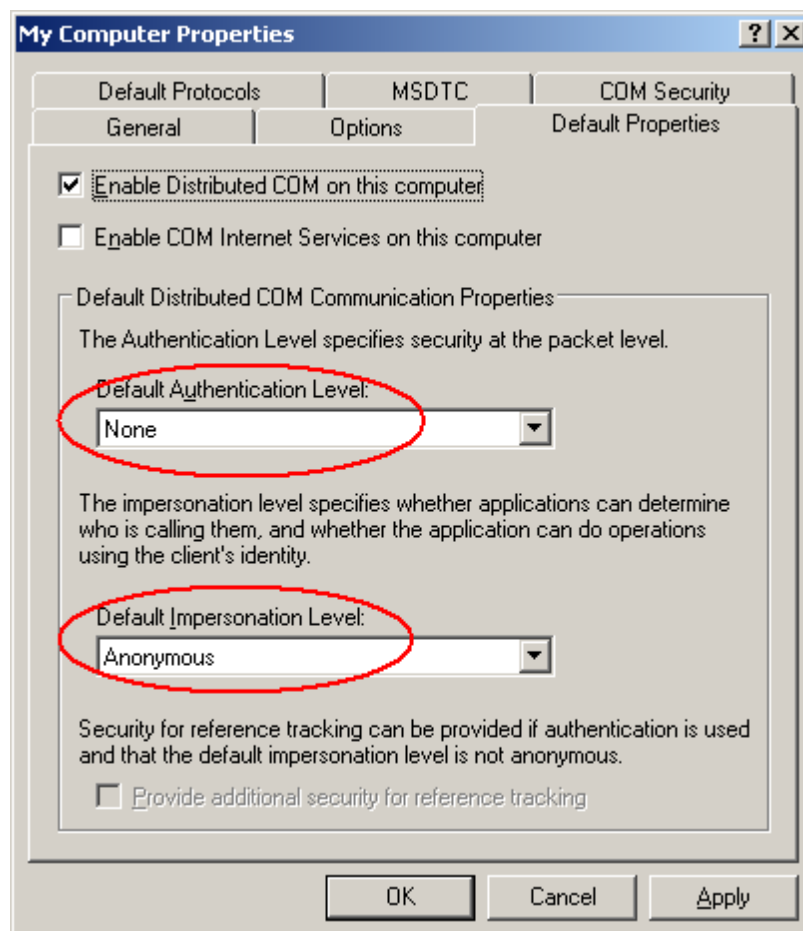 My Computer Properties
Default Protocols
MSDTC
COM Security
General
Options
Default Properties
Enable Distributed COM on this computer
Enable COM Internet Services on this computer
Default Distributed COM Communication Properties
The Authentication Level specifies security at the packet level.
Default Authentication Level:
None
The impersonation level specifies whether applications can determine
who is calling them, and whether the application can do operations
using the client's identity.
Default Impersonation Level:
Anonymous
Security for reference tracking can be provided if authentication is used
and that the default impersonation level is not anonymous.
Provide additional security for reference tracking
OK
Cancel
Apply